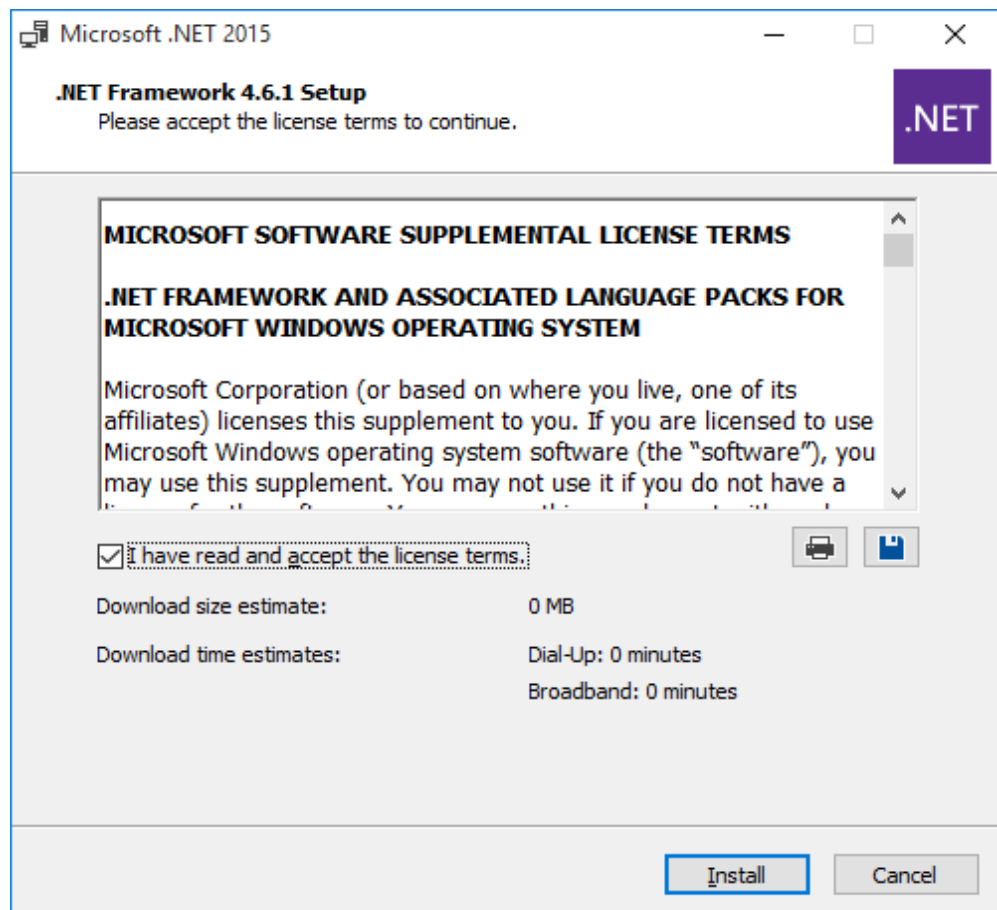 Microsoft .NET 2015
.NET Framework 4.6.1 Setup
Please accept the license terms to continue.
.NET
MICROSOFT SOFTWARE SUPPLEMENTAL LICENSE TERMS
.NET FRAMEWORK AND ASSOCIATED LANGUAGE PACKS FOR
MICROSOFT WINDOWS OPERATING SYSTEM
Microsoft Corporation (or based on where you live, one of its
affiliates) licenses this supplement to you. If you are licensed to use
Microsoft Windows operating system software (the “software”), you
may use this supplement. You may not use it if you do not have a
I have read and accept the license terms.
Download size estimate: 0 MB
Download time estimates: Dial-Up: 0 minutes
Broadband: 0 minutes
Install Cancel